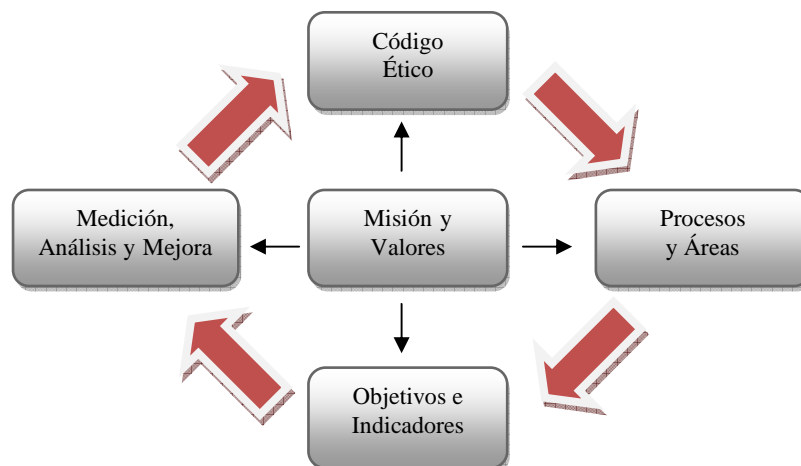 Código
Ético
Medición,
Análisis y Mejora
Misión y
Valores
Procesos
y Áreas
Objetivos e
Indicadores